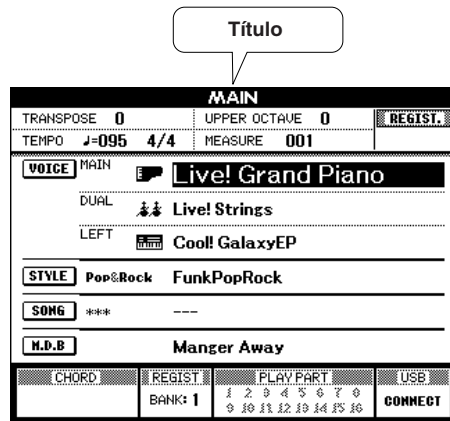 Título
MAIN
TRANSPOSE 0 UPPER OCTAVE 0 REGIST.
TEMPO ♩=095 4/4 MEASURE 001
VOICE MAIN Live! Grand Piano
DUAL Live! Strings
LEFT Cool! GalaxyEP
STYLE Pop&Rock FunkPopRock
SONG *** ---
M.D.B Manger Away
CHORD REGIST PLAY PART USB
BANK: 1 1 2 3 4 5 6 7 8 CONNECT
9 10 11 12 13 14 15 16